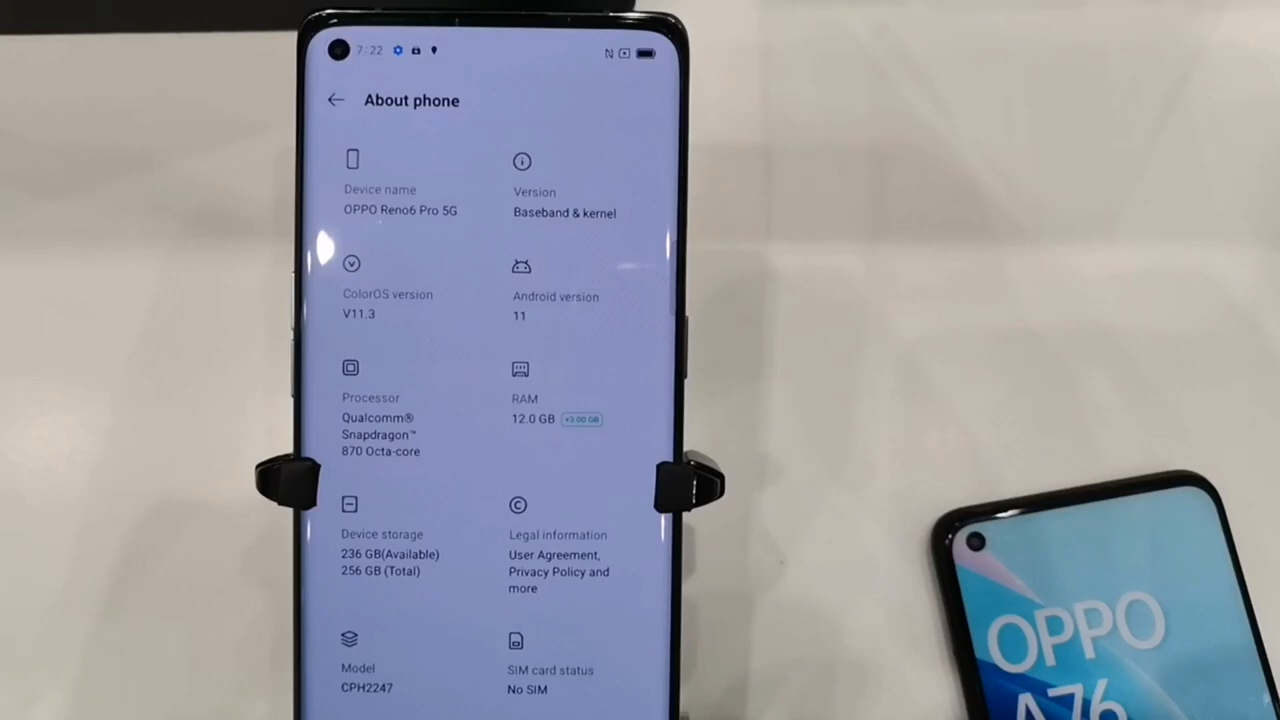 7:22
About phone
Device name
OPPO Reno6 Pro 5G
Version
Baseband & kernel
ColorOS version
V11.3
Android version
11
Processor
Qualcomm®
Snapdragon™
870 Octa-core
RAM
12.0 GB +3.00 GB
Device storage
236 GB(Available)
256 GB (Total)
Legal information
User Agreement,
Privacy Policy and
more
Model
CPH2247
SIM card status
No SIM
OPPO
A76